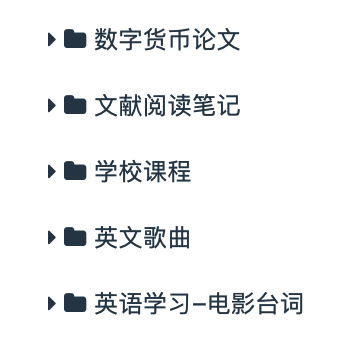 数字货币论文
文献阅读笔记
学校课程
英文歌曲
英语学习–电影台词